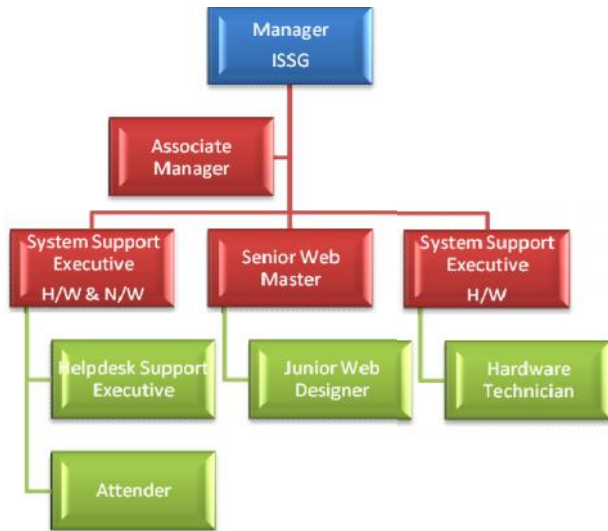 Manager
ISSG
Associate
Manager
System Support
Executive
H/W & N/W
Senior Web
Master
System Support
Executive
H/W
Helpdesk Support
Executive
Junior Web
Designer
Hardware
Technician
Attender